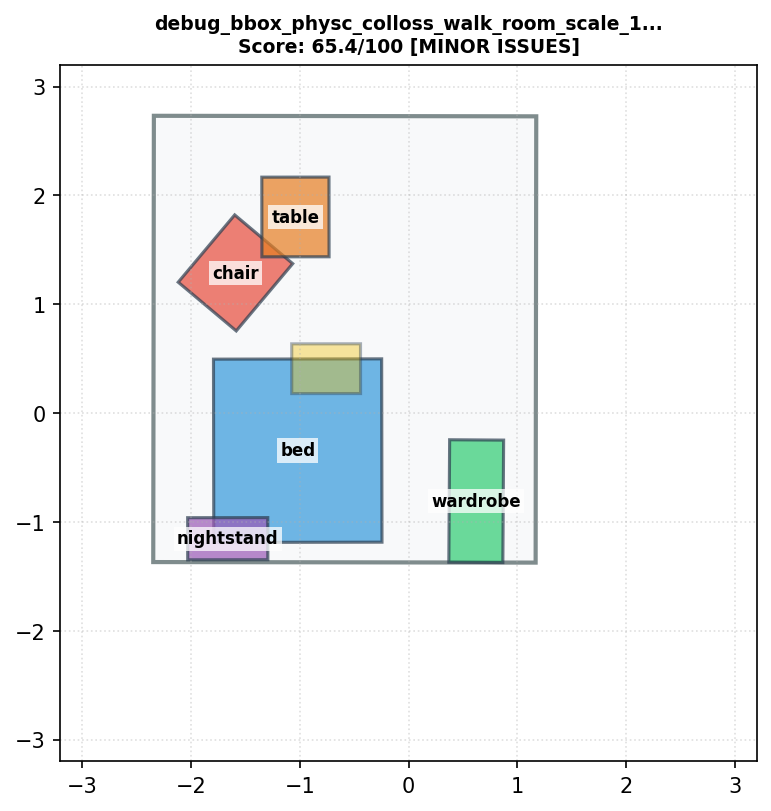 debug_bbox_physc_colloss_walk_room_scale_1...
Score: 65.4/100 [MINOR ISSUES]
3
2
table
chair
1
0
bed
wardrobe
−1
nightstand
−2
−3
−3 −2 −1 0 1 2 3